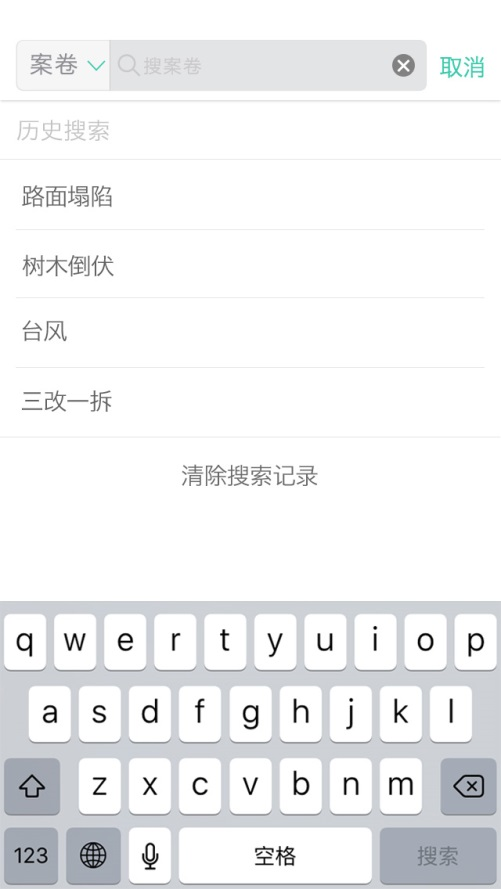 案卷 搜案卷 取消
历史搜索
路面塌陷
树木倒伏
台风
三改一拆
清除搜索记录
q w e r t y u i o p
a s d f g h j k l
z x c v b n m
123 空格 搜索